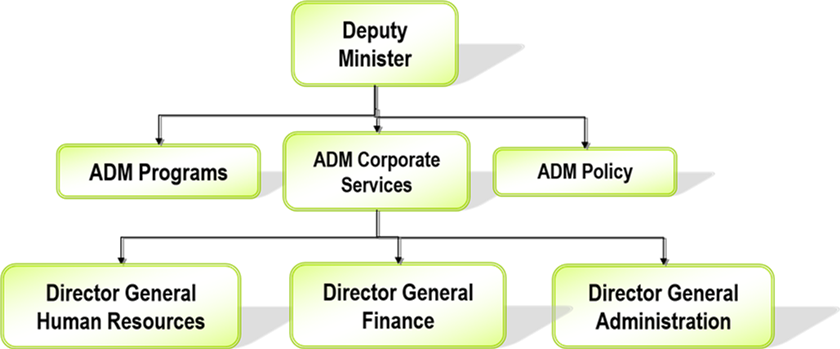 Deputy
Minister
ADM Programs
ADM Corporate
Services
ADM Policy
Director General
Human Resources
Director General
Finance
Director General
Administration